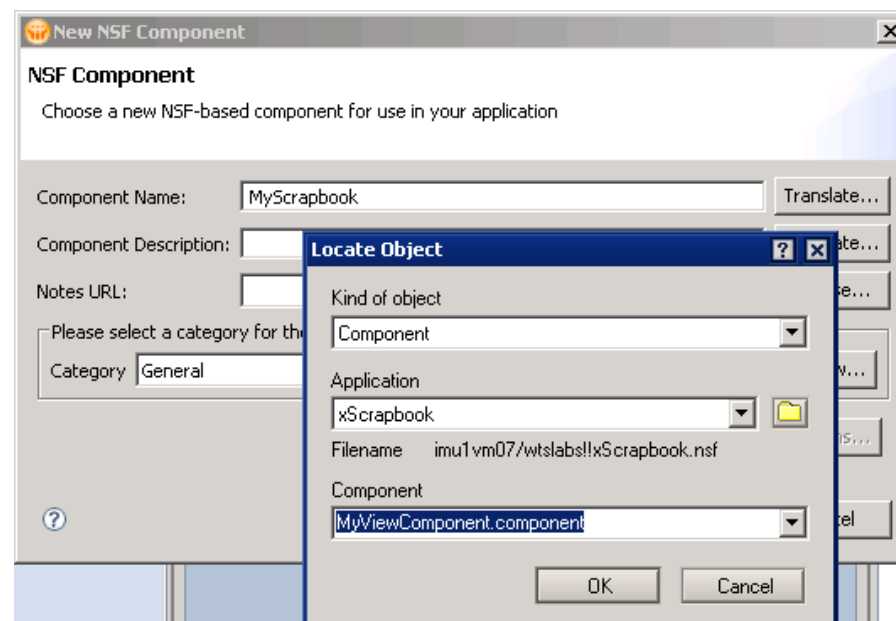 New NSF Component
NSF Component
Choose a new NSF-based component for use in your application
Component Name: MyScrapbook Translate...
Component Description:
Notes URL:
Please select a category for
Category General
Locate Object
Kind of object
Component
Application
xScrapbook
Filename imu1vm07/wtslabs!!xScrapbook.nsf
Component
MyViewComponent.component
OK Cancel